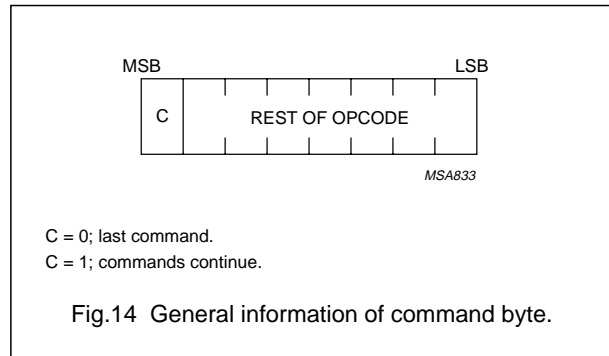 MSB LSB
C REST OF OPCODE
MSA833
C = 0; last command.
C = 1; commands continue.
Fig.14 General information of command byte.